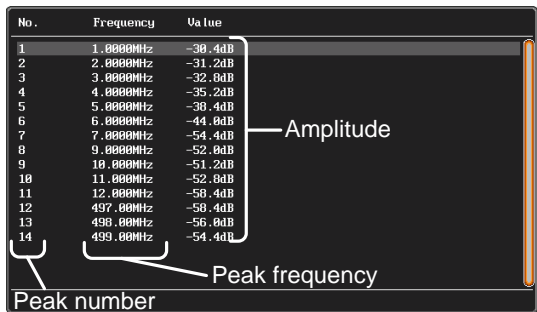 No. Frequency Value
1 1.0000MHz -30.4dB
2 2.0000MHz -31.2dB
3 3.0000MHz -32.8dB
4 4.0000MHz -35.2dB
5 5.0000MHz -38.4dB
6 6.0000MHz -44.0dB
7 7.0000MHz -54.4dB
8 9.0000MHz -52.0dB
9 10.000MHz -51.2dB
10 11.000MHz -52.8dB
11 12.000MHz -58.4dB
12 497.00MHz -58.4dB
13 498.00MHz -56.0dB
14 499.00MHz -54.4dB
Amplitude
Peak frequency
Peak number